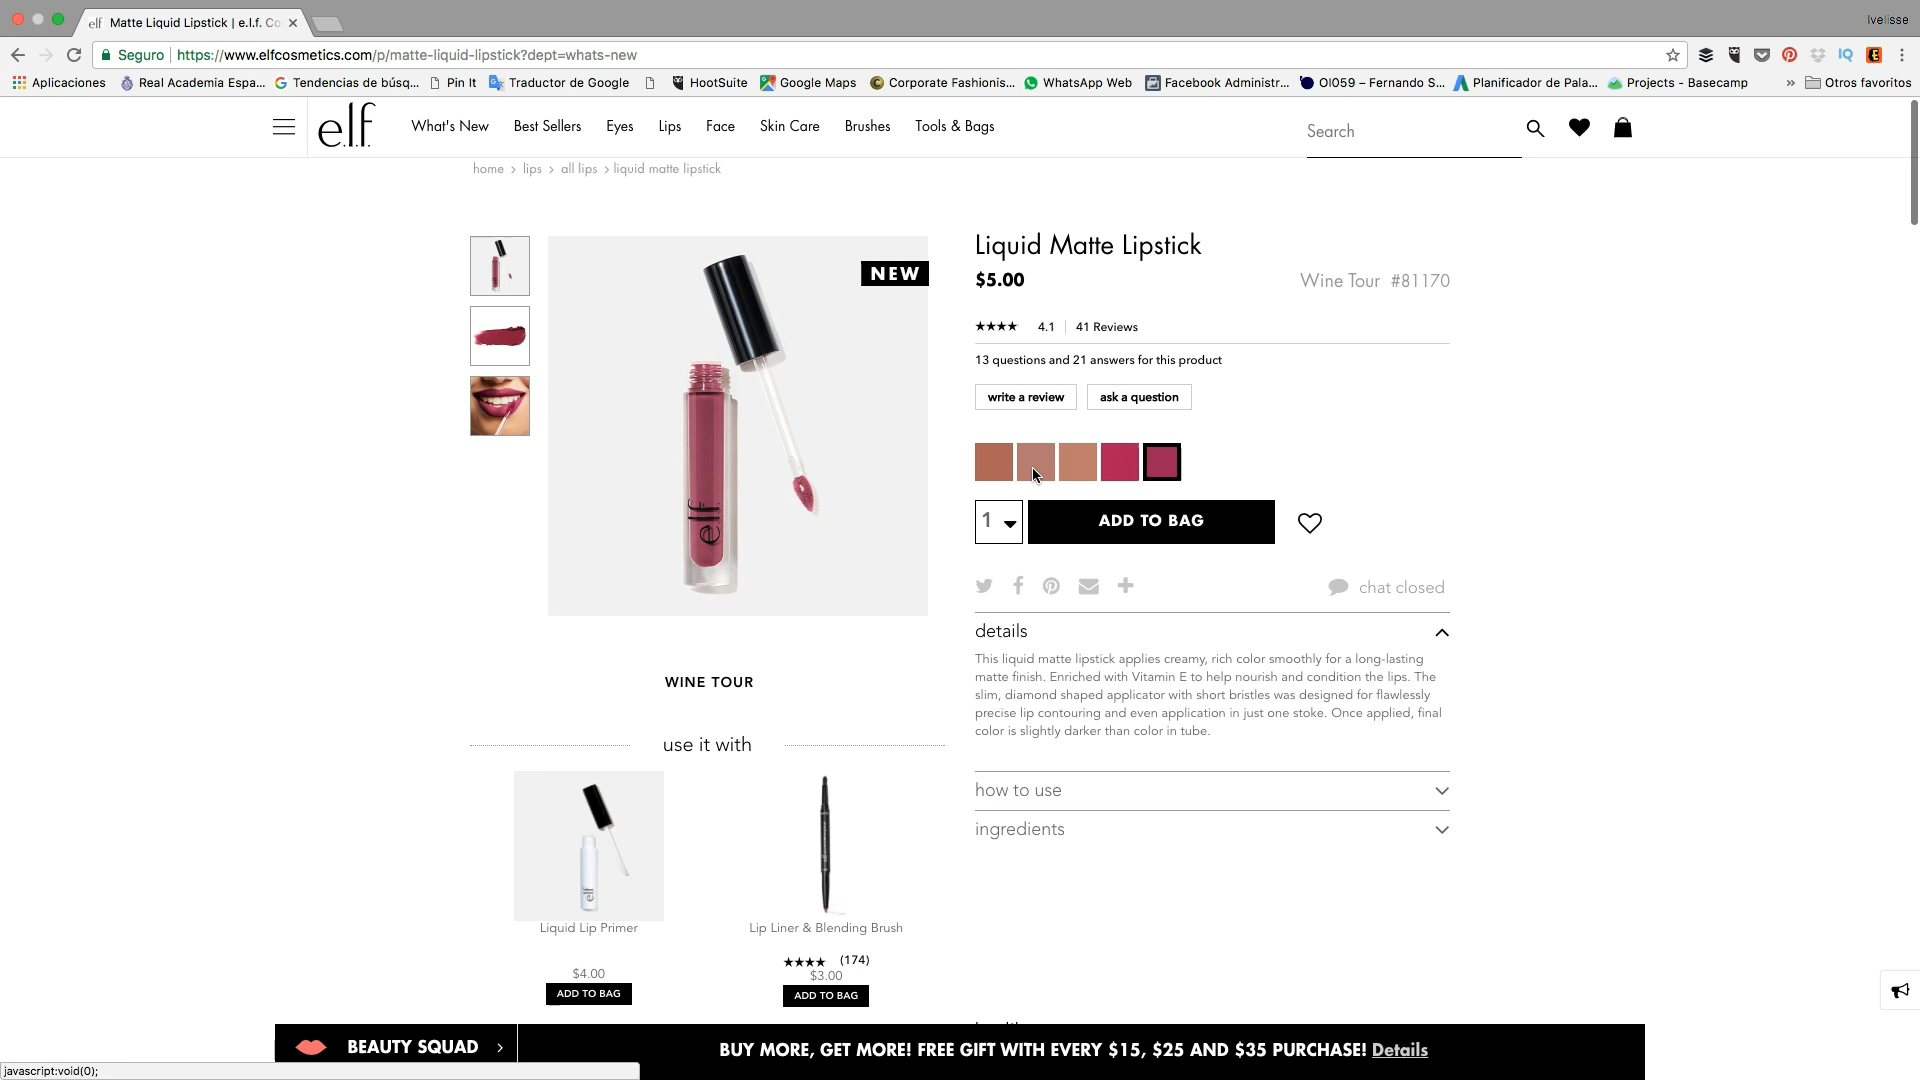 Ivelisse
elf Matte Liquid Lipstick | e.l.f. Co
Seguro https://www.elfcosmetics.com/p/matte-liquid-lipstick?dept=whats-new
Aplicaciones Real Academia Espa... Tendencias de búsq... Pin It Traductor de Google HootSuite Google Maps Corporate Fashionis... WhatsApp Web Facebook Administr... OI059 – Fernando S... Planificador de Pala... Projects - Basecamp » Otros favoritos
e.l.f. What's New Best Sellers Eyes Lips Face Skin Care Brushes Tools & Bags Search
home > lips > all lips > liquid matte lipstick
NEW
elf
Liquid Matte Lipstick
$5.00 Wine Tour #81170
4.1 41 Reviews
13 questions and 21 answers for this product
write a review ask a question
1 ADD TO BAG
chat closed
details
This liquid matte lipstick applies creamy, rich color smoothly for a long-lasting
matte finish. Enriched with Vitamin E to help nourish and condition the lips. The
slim, diamond shaped applicator with short bristles was designed for flawlessly
precise lip contouring and even application in just one stoke. Once applied, final
color is slightly darker than color in tube.
how to use
ingredients
WINE TOUR
use it with
Liquid Lip Primer
$4.00
ADD TO BAG
Lip Liner & Blending Brush
(174)
$3.00
ADD TO BAG
BEAUTY SQUAD >
BUY MORE, GET MORE! FREE GIFT WITH EVERY $15, $25 AND $35 PURCHASE! Details
javascript:void(0);